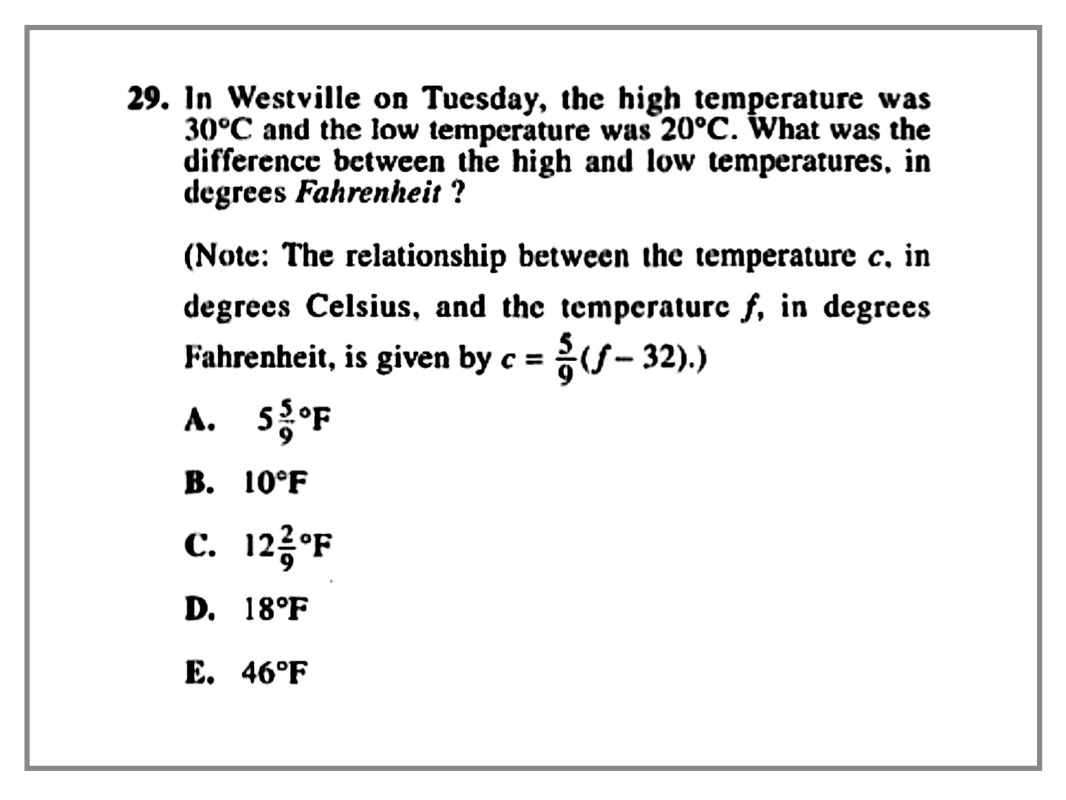 29. In Westville on Tuesday, the high temperature was
30°C and the low temperature was 20°C. What was the
difference between the high and low temperatures, in
degrees Fahrenheit ?
(Note: The relationship between the temperature c, in
degrees Celsius, and the temperature f, in degrees
Fahrenheit, is given by c = 5/9 (f – 32).)
A. 5 5/9 °F
B. 10°F
C. 12 2/9 °F
D. 18°F
E. 46°F